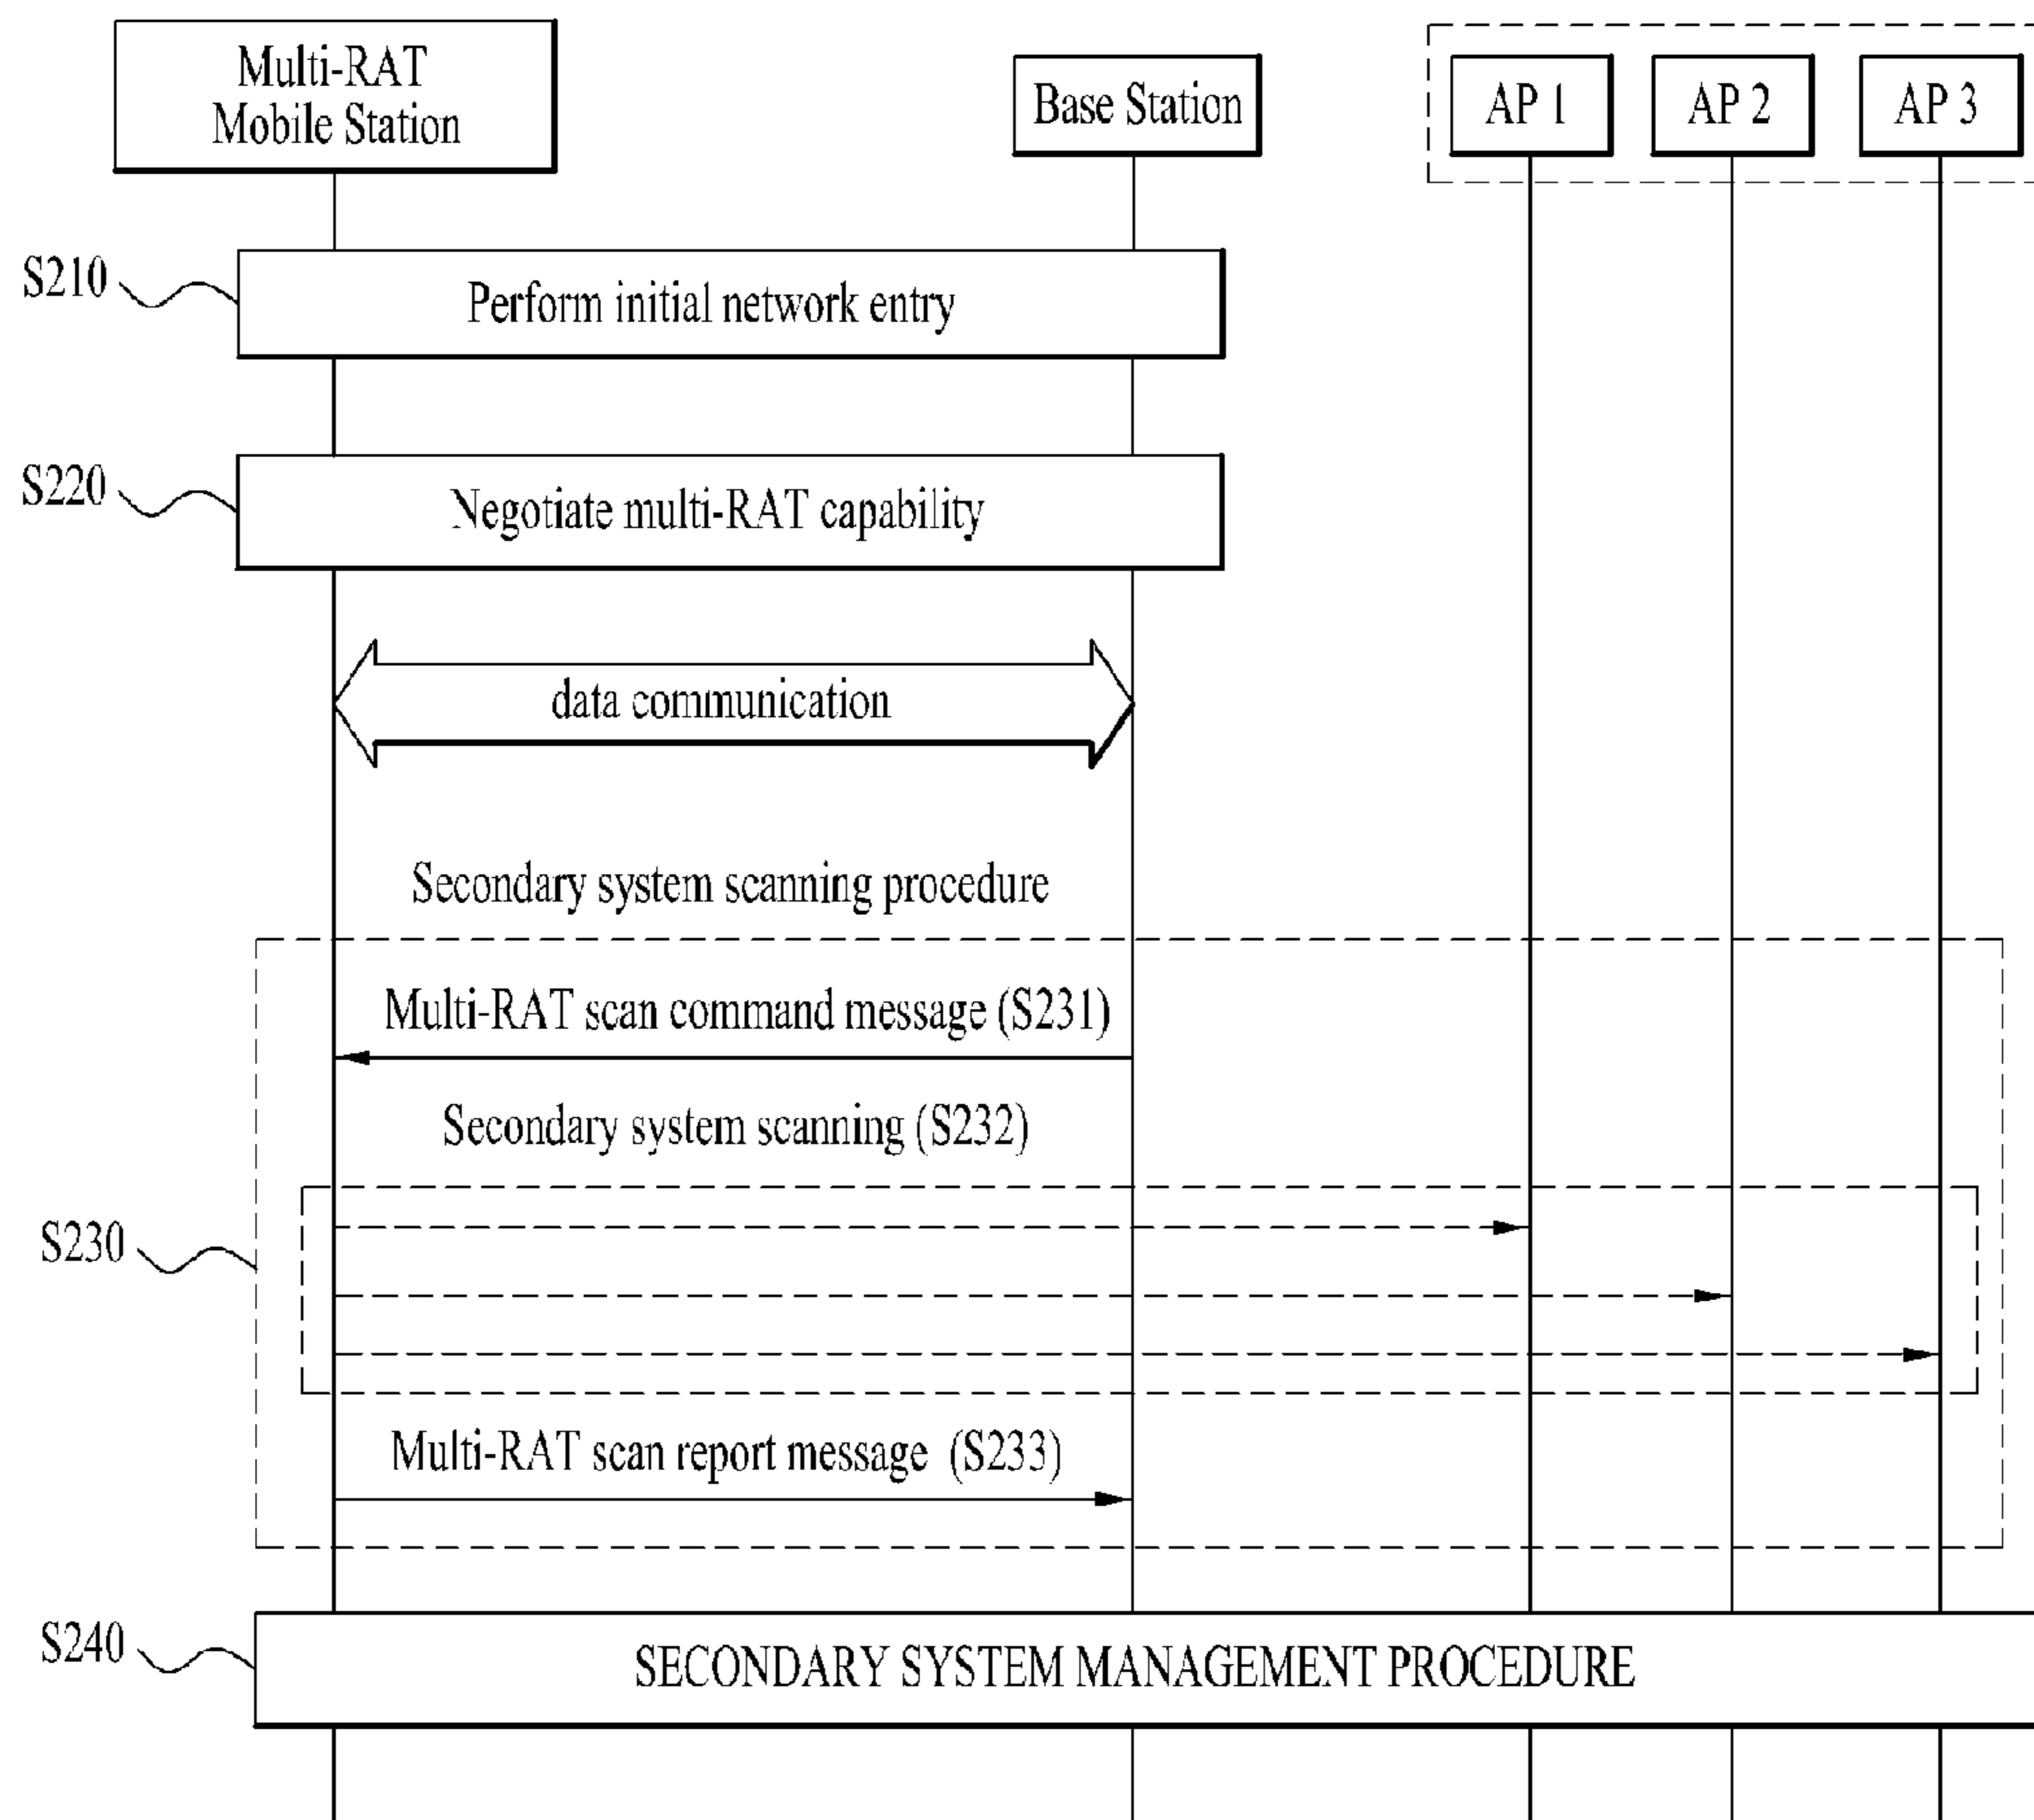 Multi-RAT
Mobile Station
Base Station
AP 1
AP 2
AP 3
S210
Perform initial network entry
S220
Negotiate multi-RAT capability
data communication
Secondary system scanning procedure
Multi-RAT scan command message (S231)
Secondary system scanning (S232)
S230
Multi-RAT scan report message (S233)
S240
SECONDARY SYSTEM MANAGEMENT PROCEDURE